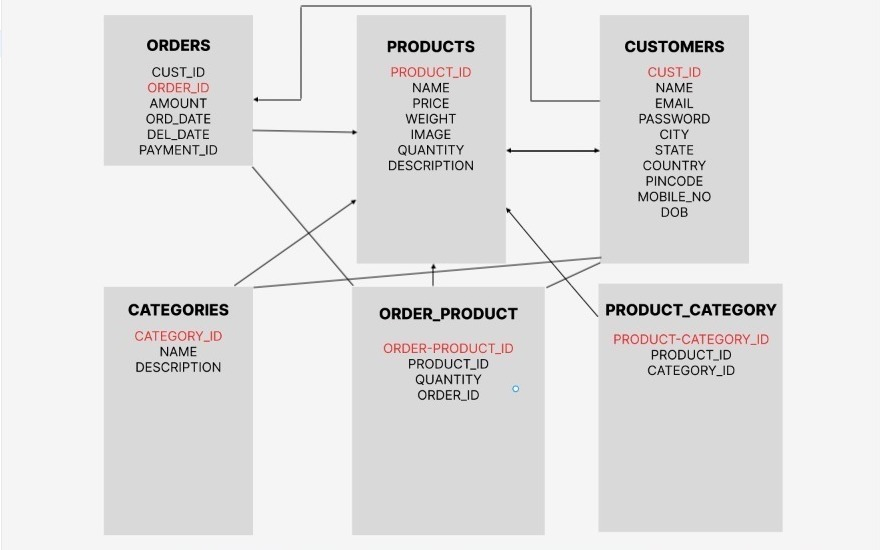 ORDERS
CUST_ID
ORDER_ID
AMOUNT
ORD_DATE
DEL_DATE
PAYMENT_ID
PRODUCTS
PRODUCT_ID
NAME
PRICE
WEIGHT
IMAGE
QUANTITY
DESCRIPTION
CUSTOMERS
CUST_ID
NAME
EMAIL
PASSWORD
CITY
STATE
COUNTRY
PINCODE
MOBILE_NO
DOB
CATEGORIES
CATEGORY_ID
NAME
DESCRIPTION
ORDER_PRODUCT
ORDER-PRODUCT_ID
PRODUCT_ID
QUANTITY
ORDER_ID
PRODUCT_CATEGORY
PRODUCT-CATEGORY_ID
PRODUCT_ID
CATEGORY_ID